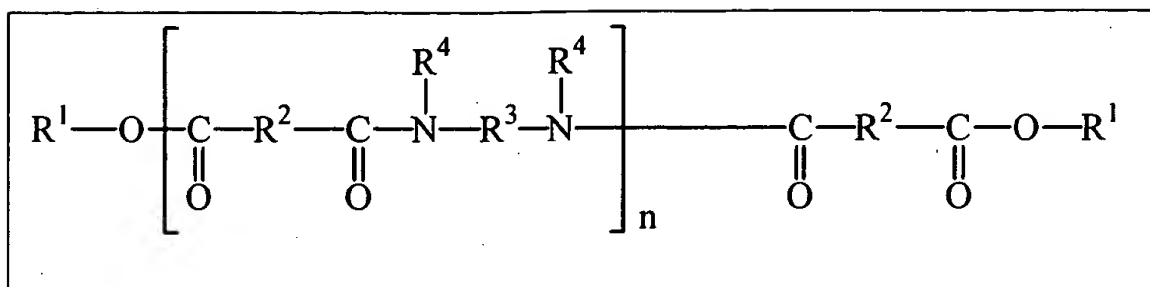 R⁴ R⁴
R¹—O—[—C—R²—C—N—R³—N—]—C—R²—C—O—R¹
O O O O
n